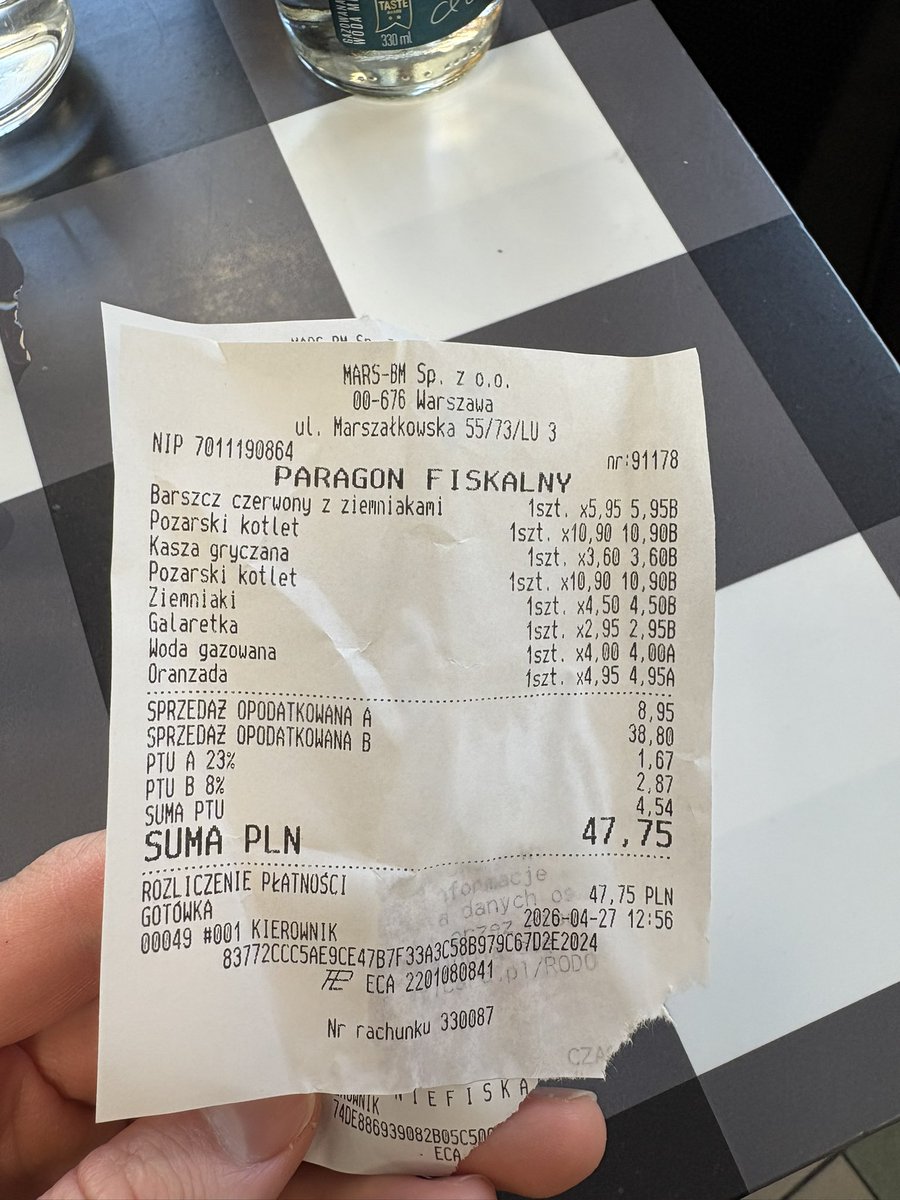 TASTE
GAZOWANA
WODA
330 ml
MARS-BM Sp. z o.o.
00-676 Warszawa
ul. Marszałkowska 55/73/LU 3
NIP 7011190864 nr:91178
PARAGON FISKALNY
Barszcz czerwony z ziemniakami 1szt. x5,95 5,95B
Pozarski kotlet 1szt. x10,90 10,90B
Kasza gryczana 1szt. x3,60 3,60B
Pozarski kotlet 1szt. x10,90 10,90B
Ziemniaki 1szt. x4,50 4,50B
Galaretka 1szt. x2,95 2,95B
Woda gazowana 1szt. x4,00 4,00A
Oranzada 1szt. x4,95 4,95A
SPRZEDAŻ OPODATKOWANA A 8,95
SPRZEDAŻ OPODATKOWANA B 38,80
PTU A 23% 1,67
PTU B 8% 2,87
SUMA PTU 4,54
SUMA PLN 47,75
ROZLICZENIE PŁATNOŚCI
GOTÓWKA 47,75 PLN
00049 #001 KIEROWNIK 2026-04-27 12:56
83772CCC5AE9CE47B7F33A3C58B979C67D2E2024
ECA 2201080841
Nr rachunku 330087
NIEFISKA
74DE886939082B05C50
ECA